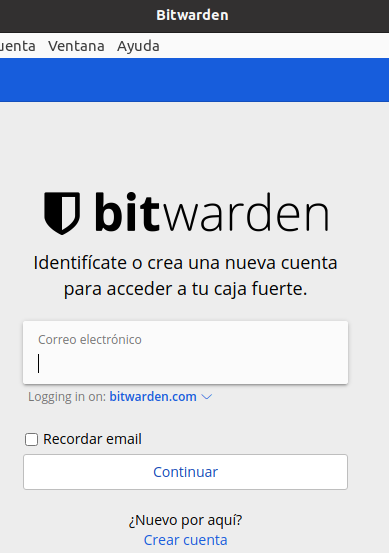 Bitwarden
Ventana Ayuda
bitwarden
Identifícate o crea una nueva cuenta
para acceder a tu caja fuerte.
Correo electrónico
Logging in on: bitwarden.com
Recordar email
Continuar
¿Nuevo por aquí?
Crear cuenta